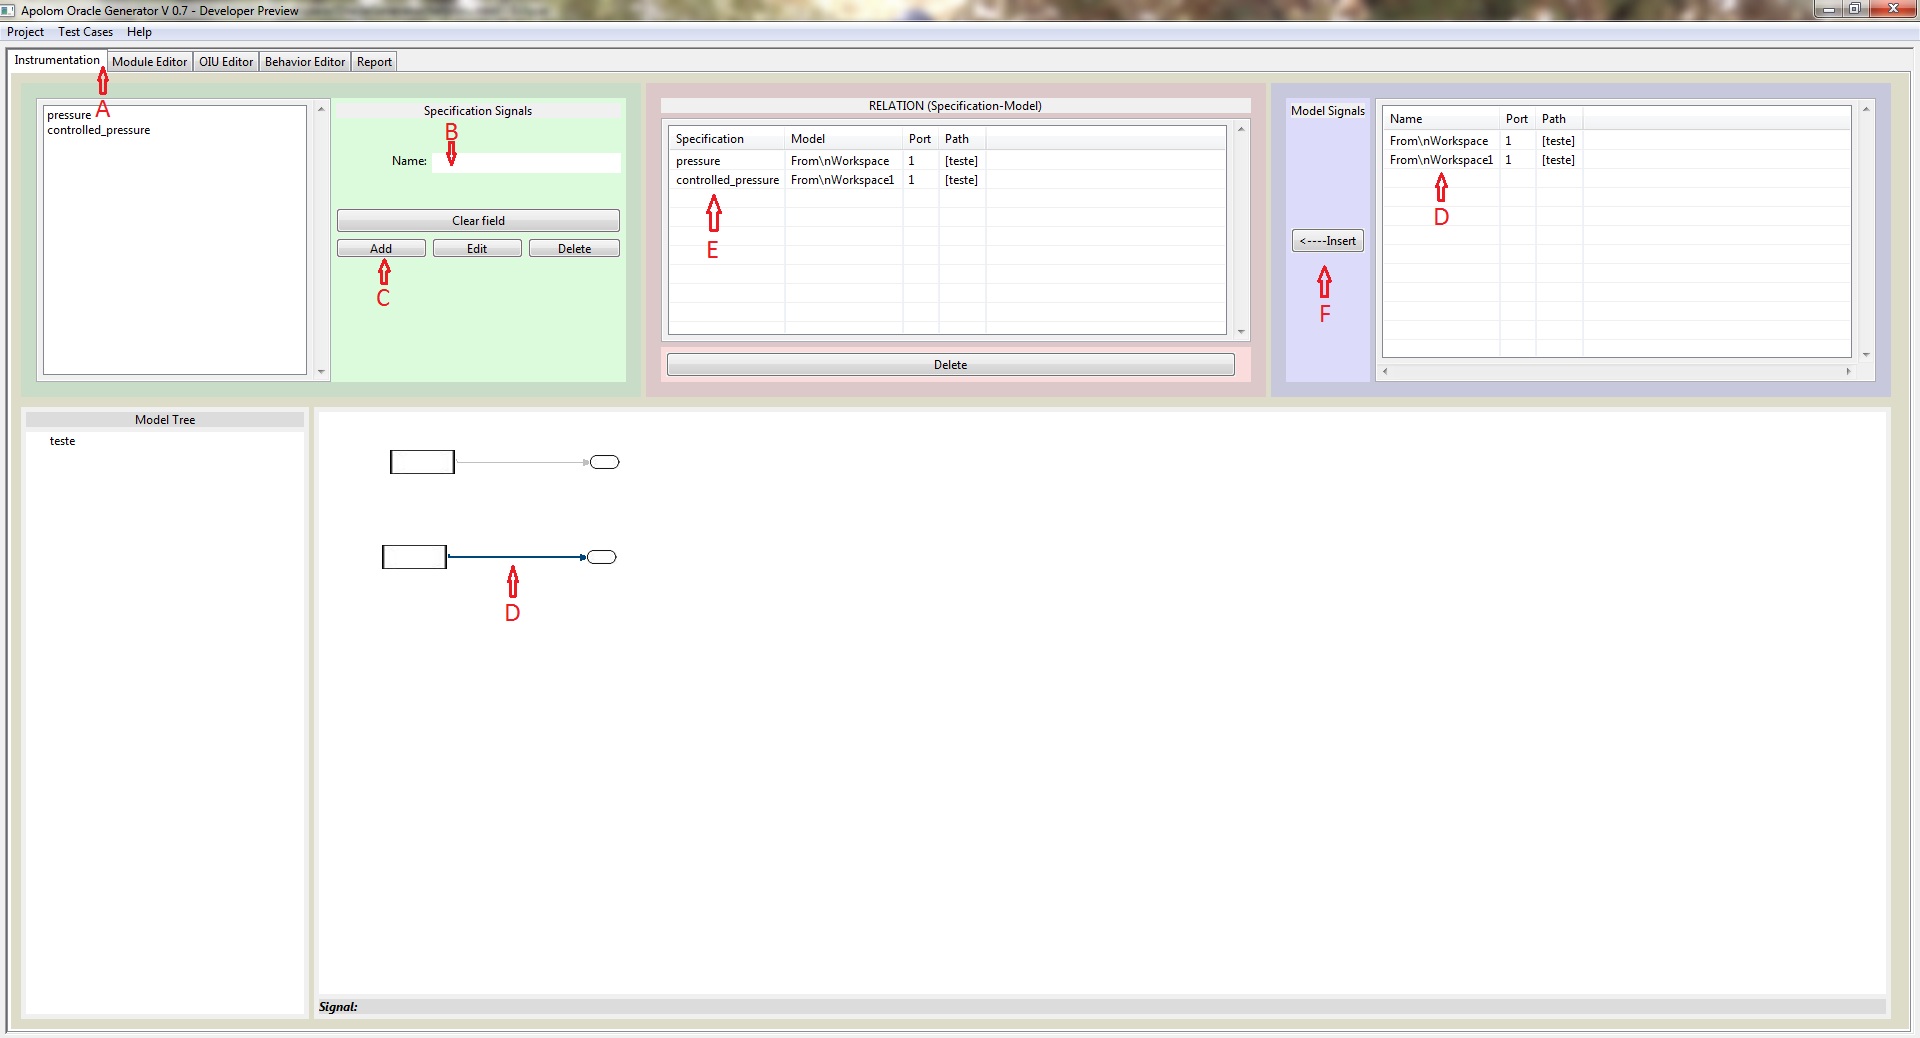 Apolom Oracle Generator V 0.7 - Developer Preview
Project Test Cases Help
Instrumentation Module Editor OIU Editor Behavior Editor Report
A
pressure
controlled_pressure
Specification Signals
B
Name:
Clear field
Add Edit Delete
C
RELATION (Specification-Model)
Specification Model Port Path
pressure From\nWorkspace 1 [teste]
controlled_pressure From\nWorkspace1 1 [teste]
E
Delete
Model Signals
<----Insert
F
Name Port Path
From\nWorkspace 1 [teste]
From\nWorkspace1 1 [teste]
D
Model Tree
teste
D
Signal: